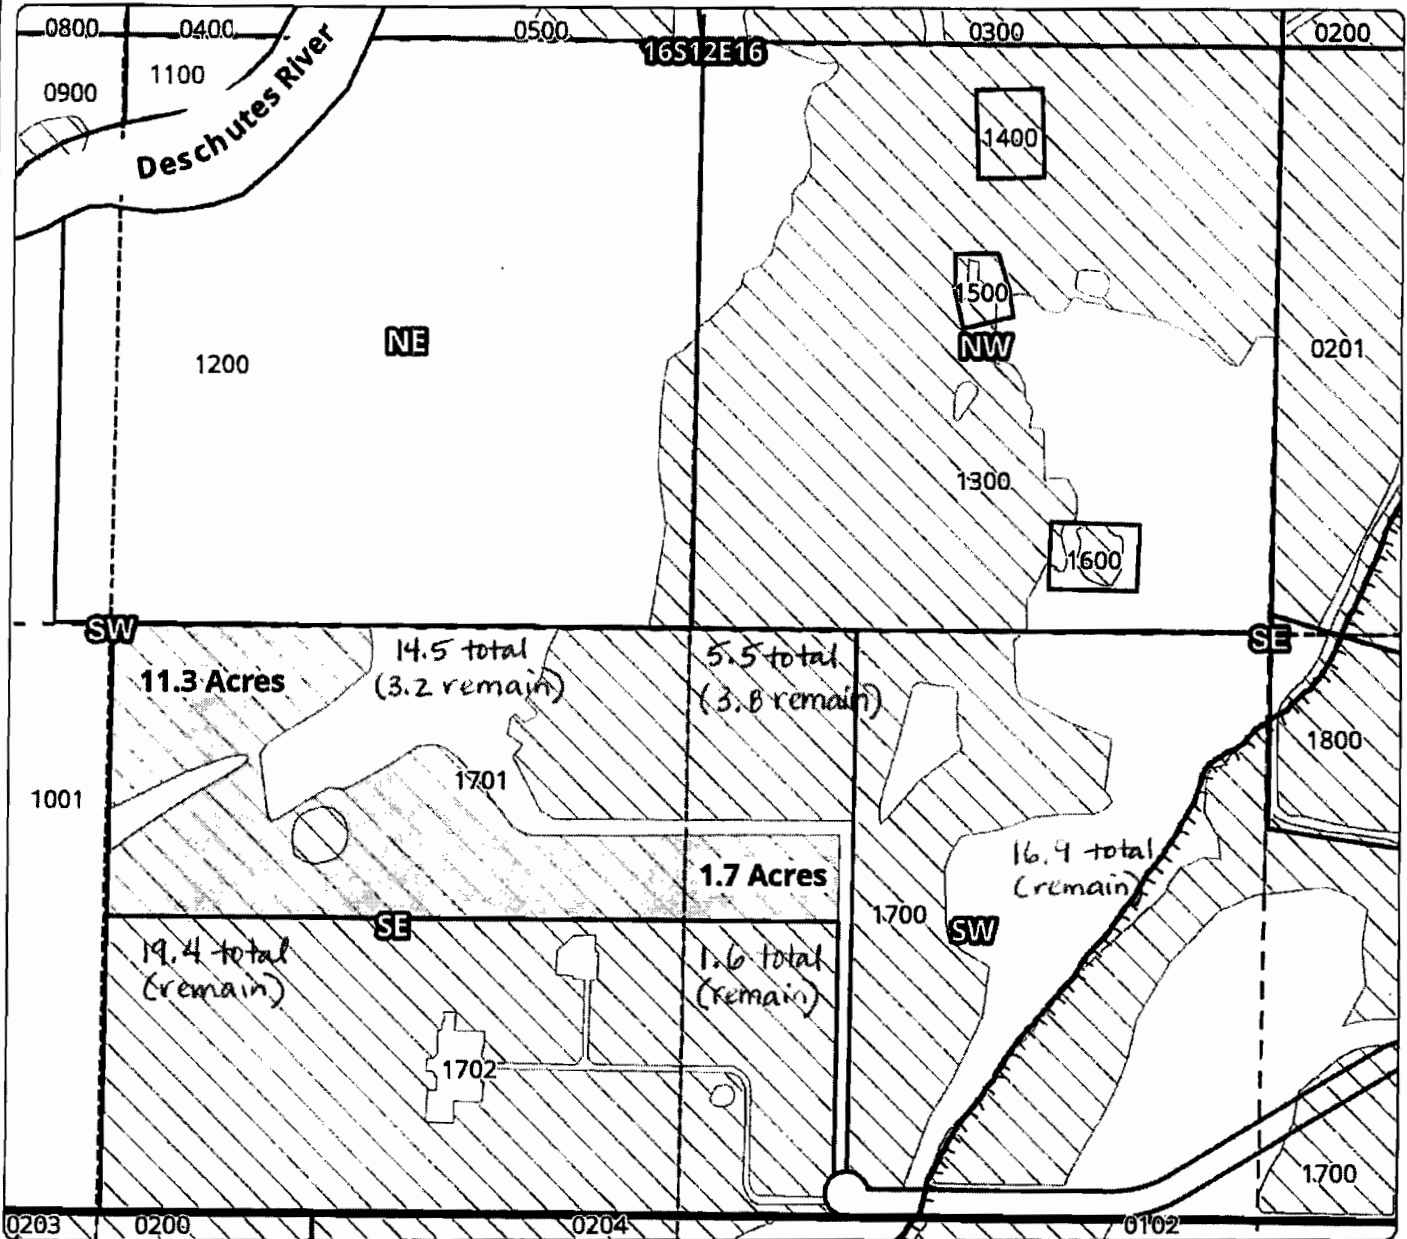 0800
0400
0500
0300
0200
16S12E16
1100
0900
Deschutes River
1400
1500
NW
NE
1200
0201
1300
1600
SW
SE
14.5 total
(3.2 remain)
5.5 total
(3.8 remain)
11.3 Acres
1800
1701
1001
16.9 total
(remain)
1.7 Acres
1700
SE
SW
19.4 total
(remain)
1.6 total
(remain)
1702
1700
0203
0200
0204
0102